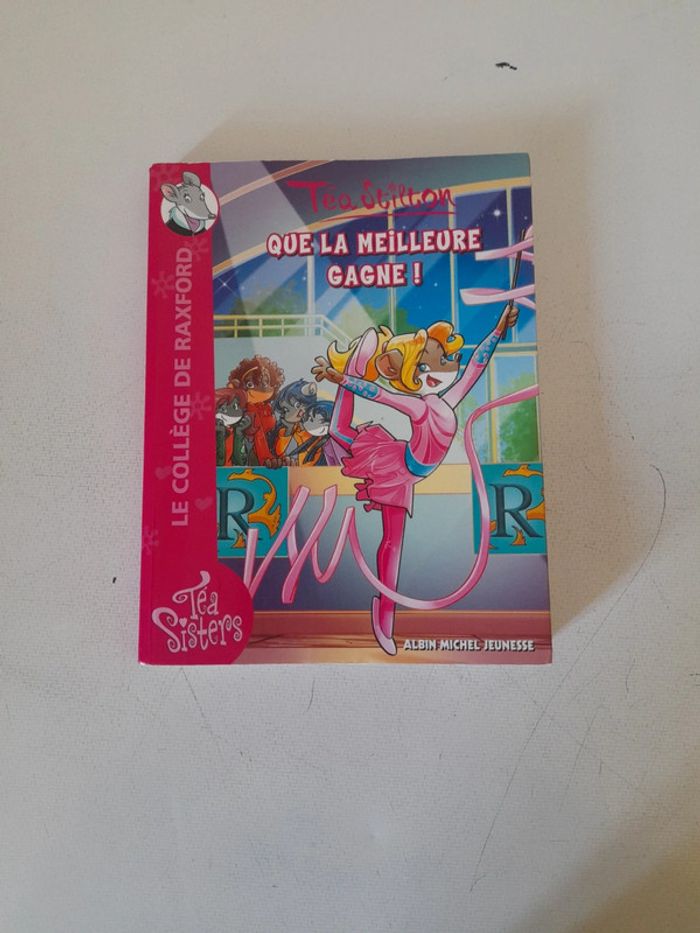 Téa Stilton
QUE LA MEILLEURE
GAGNE !
LE COLLÈGE DE RAXFORD
R
R
Téa
Sisters
ALBIN MICHEL JEUNESSE